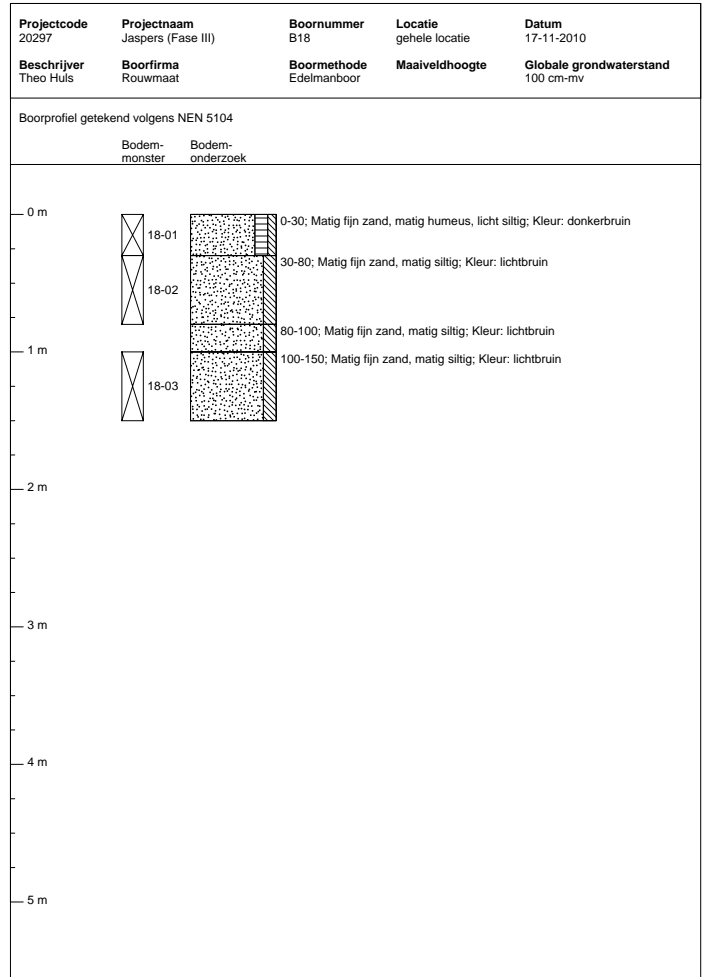 Projectcode Projectnaam Boornummer Locatie Datum
20297 Jaspers (Fase III) B18 gehele locatie 17-11-2010
Beschrijver Boorfirma Boormethode Maaiveldhoogte Globale grondwaterstand
Theo Huls Rouwmaat Edelmanboor 100 cm-mv
Boorprofiel getekend volgens NEN 5104
Bodem- Bodem-
monster onderzoek
0 m
0-30; Matig fijn zand, matig humeus, licht siltig; Kleur: donkerbruin
18-01
30-80; Matig fijn zand, matig siltig; Kleur: lichtbruin
18-02
80-100; Matig fijn zand, matig siltig; Kleur: lichtbruin
1 m
100-150; Matig fijn zand, matig siltig; Kleur: lichtbruin
18-03
2 m
3 m
4 m
5 m